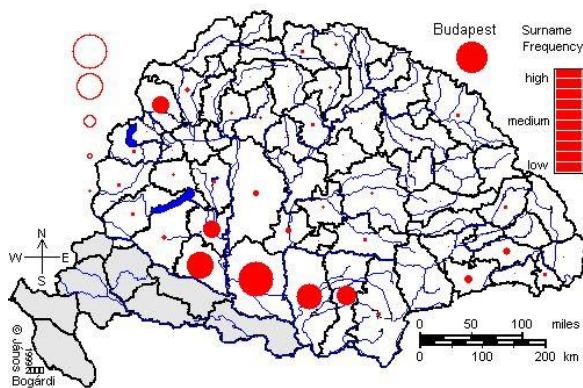 Budapest
Surname
Frequency
high
medium
low
N
W E
S
0 50 100
miles
0 100 200
km
© János
Bogárdi